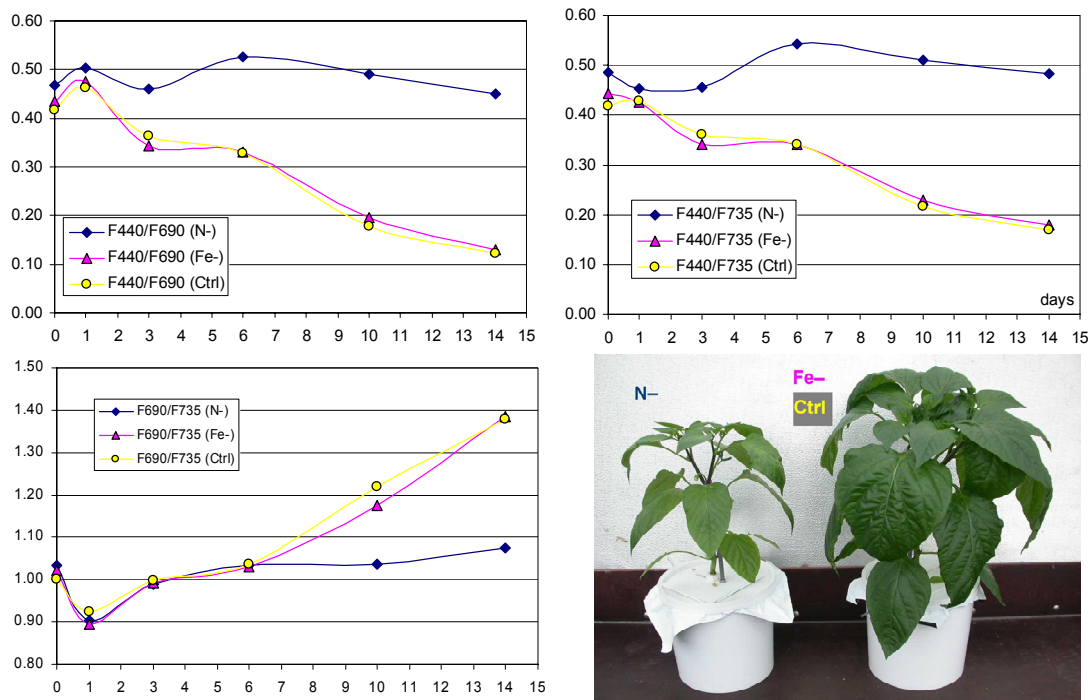 0.60
0.50
0.40
0.30
0.20
0.10
0.00
F440/F690 (N-)
F440/F690 (Fe-)
F440/F690 (Ctrl)
0 1 2 3 4 5 6 7 8 9 10 11 12 13 14 15
0.60
0.50
0.40
0.30
0.20
0.10
0.00
F440/F735 (N-)
F440/F735 (Fe-)
F440/F735 (Ctrl)
days
0 1 2 3 4 5 6 7 8 9 10 11 12 13 14 15
1.50
1.40
1.30
1.20
1.10
1.00
0.90
0.80
F690/F735 (N-)
F690/F735 (Fe-)
F690/F735 (Ctrl)
0 1 2 3 4 5 6 7 8 9 10 11 12 13 14 15
N–
Fe–
Ctrl